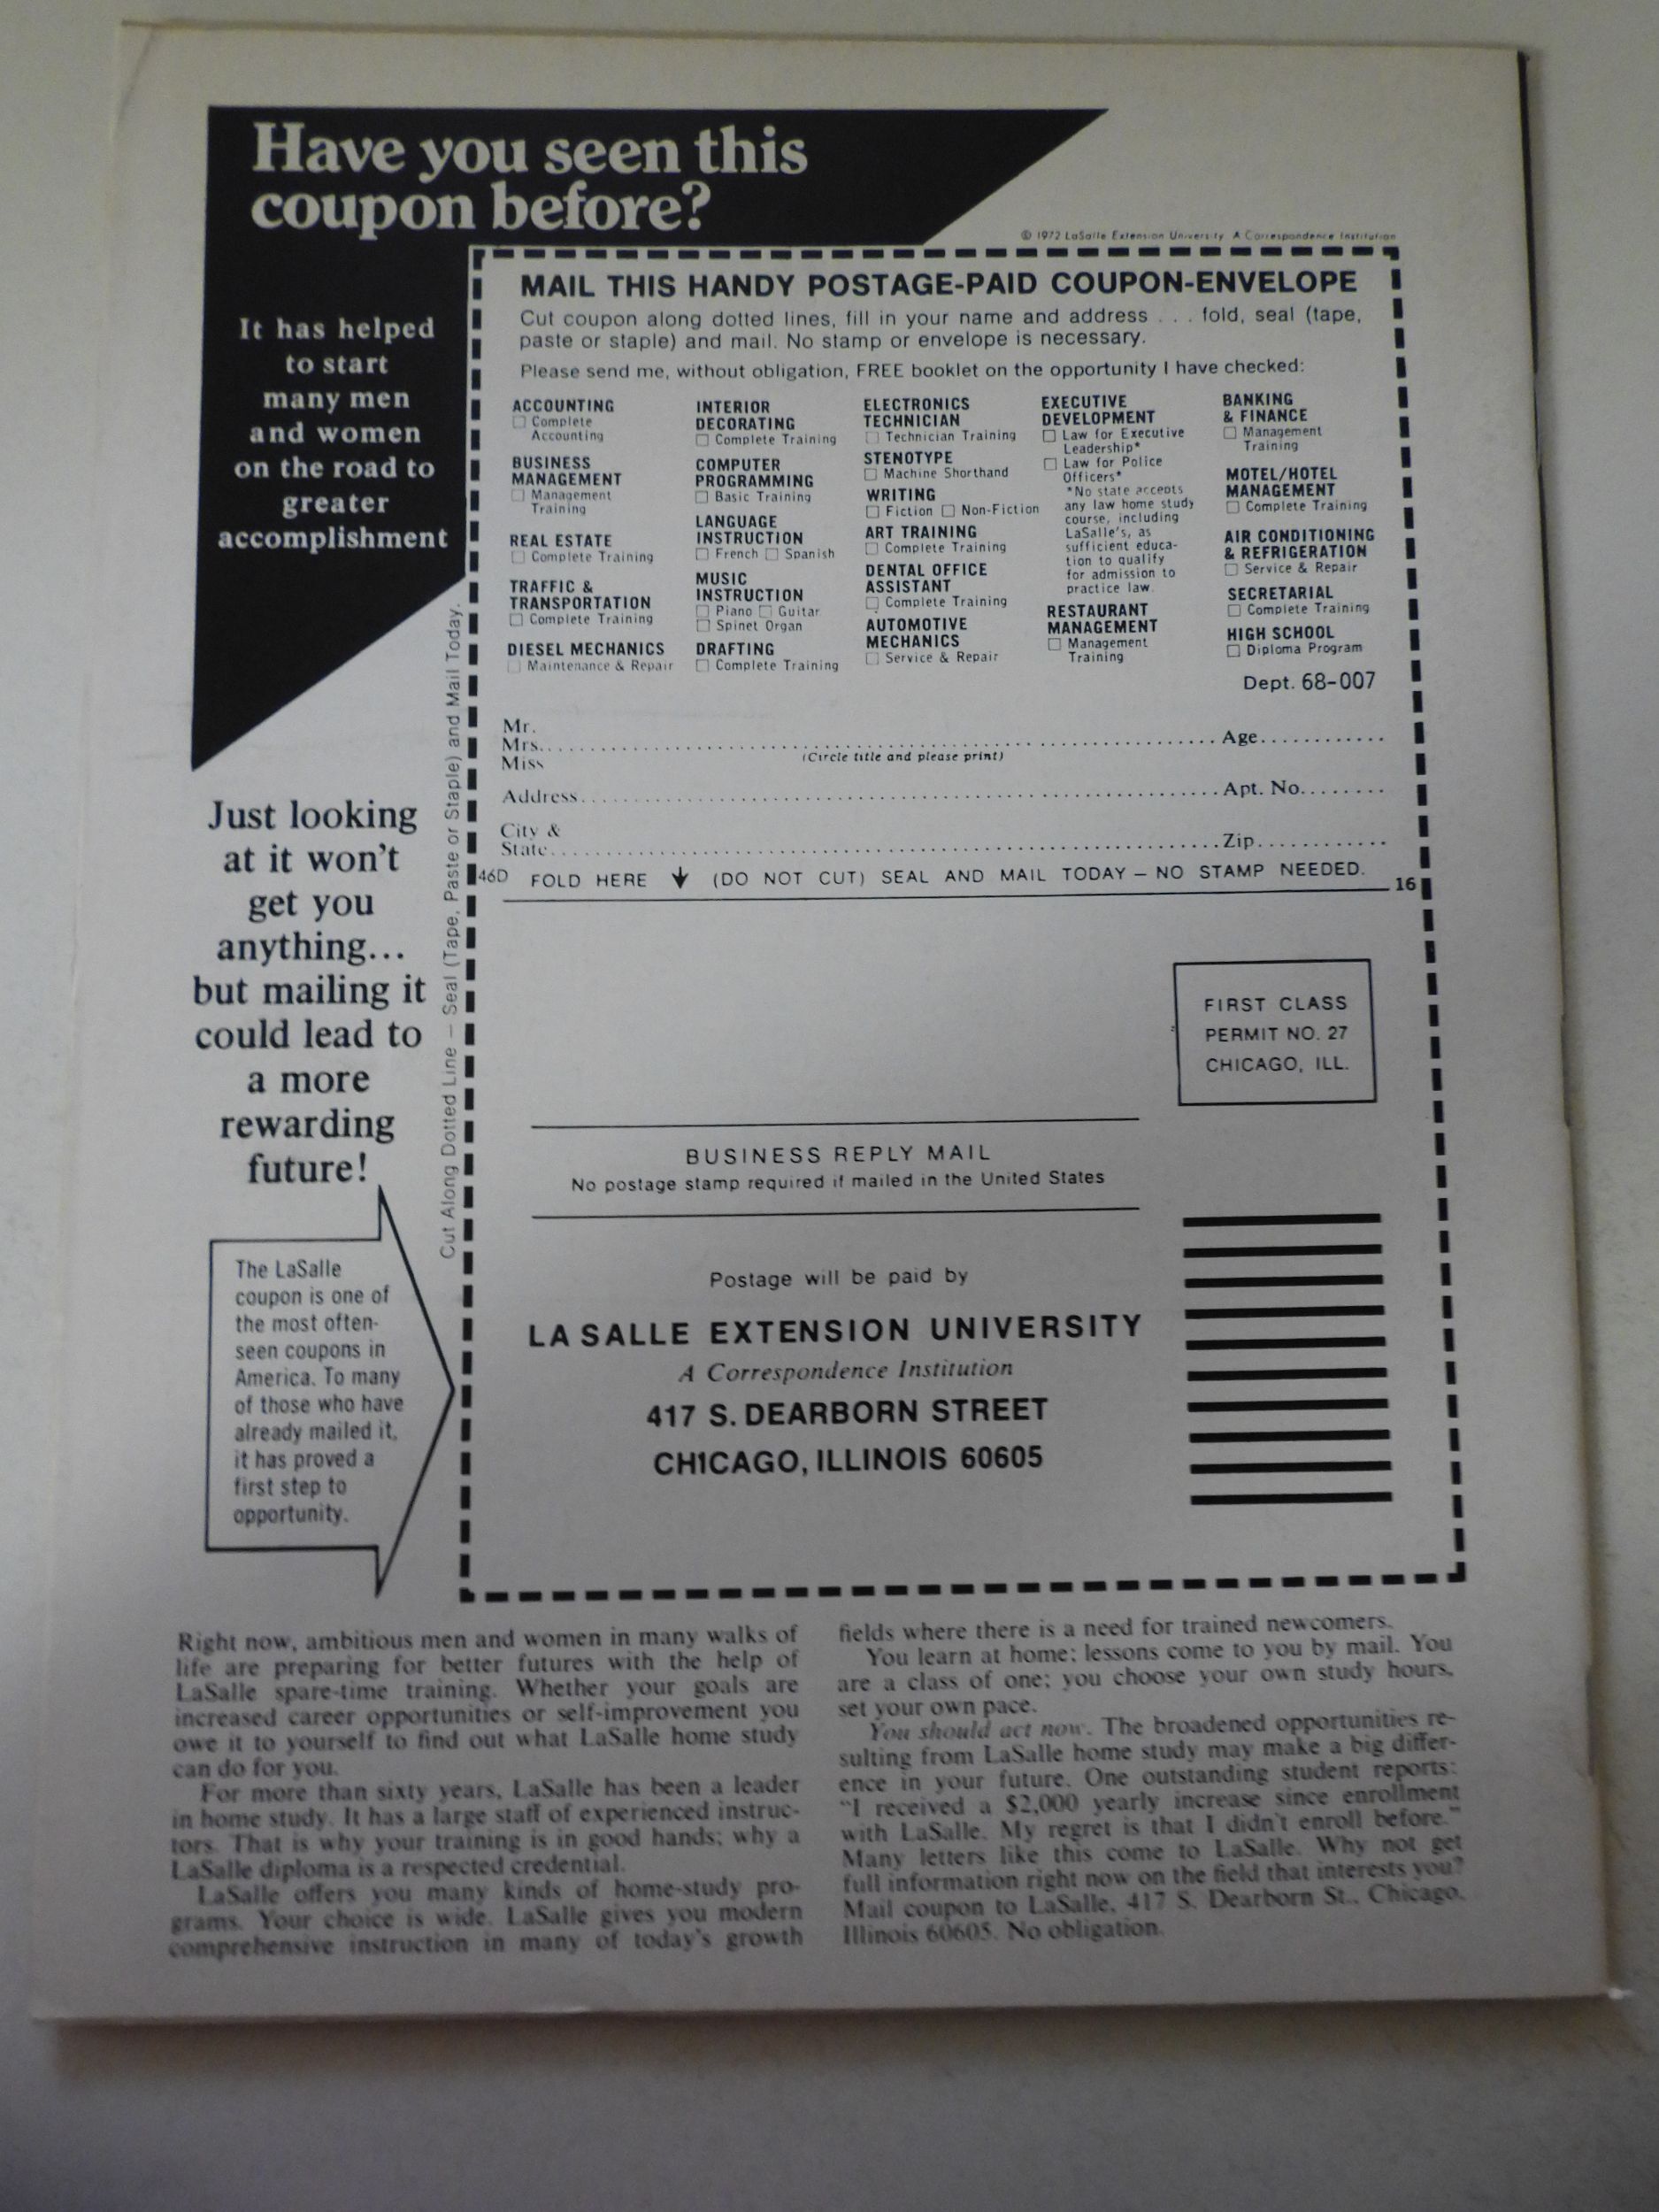 Have you seen this
coupon before?
It has helped
to start
many men
and women
on the road to
greater
accomplishment
Just looking
at it won't
get you
anything...
but mailing it
could lead to
a more
rewarding
future!
The LaSalle
coupon is one of
the most often-
seen coupons in
America. To many
of those who have
already mailed it,
it has proved a
first step to
opportunity.
Cut Along Dotted Line — Seal (Tape, Paste or Staple) and Mail Today.
© 1972 LaSalle Extension University A Correspondence Institution
MAIL THIS HANDY POSTAGE-PAID COUPON-ENVELOPE
Cut coupon along dotted lines, fill in your name and address . . . fold, seal (tape,
paste or staple) and mail. No stamp or envelope is necessary.
Please send me, without obligation, FREE booklet on the opportunity I have checked:
ACCOUNTING
☐ Complete
Accounting
BUSINESS
MANAGEMENT
☐ Management
Training
REAL ESTATE
☐ Complete Training
TRAFFIC &
TRANSPORTATION
☐ Complete Training
DIESEL MECHANICS
☐ Maintenance & Repair
INTERIOR
DECORATING
☐ Complete Training
COMPUTER
PROGRAMMING
☐ Basic Training
LANGUAGE
INSTRUCTION
☐ French ☐ Spanish
MUSIC
INSTRUCTION
☐ Piano ☐ Guitar
☐ Spinet Organ
DRAFTING
☐ Complete Training
ELECTRONICS
TECHNICIAN
☐ Technician Training
STENOTYPE
☐ Machine Shorthand
WRITING
☐ Fiction ☐ Non-Fiction
ART TRAINING
☐ Complete Training
DENTAL OFFICE
ASSISTANT
☐ Complete Training
AUTOMOTIVE
MECHANICS
☐ Service & Repair
EXECUTIVE
DEVELOPMENT
☐ Law for Executive
Leadership*
☐ Law for Police
Officers*
*No state accepts
any law home study
course, including
LaSalle's, as
sufficient educa-
tion to qualify
for admission to
practice law.
RESTAURANT
MANAGEMENT
☐ Management
Training
BANKING
& FINANCE
☐ Management
Training
MOTEL/HOTEL
MANAGEMENT
☐ Complete Training
AIR CONDITIONING
& REFRIGERATION
☐ Service & Repair
SECRETARIAL
☐ Complete Training
HIGH SCHOOL
☐ Diploma Program
Dept. 68-007
Mr.
Mrs. Age
Miss (Circle title and please print)
Address Apt. No.
City &
State Zip
46D FOLD HERE ↓ (DO NOT CUT) SEAL AND MAIL TODAY — NO STAMP NEEDED. 16
FIRST CLASS
PERMIT NO. 27
CHICAGO, ILL.
BUSINESS REPLY MAIL
No postage stamp required if mailed in the United States
Postage will be paid by
LA SALLE EXTENSION UNIVERSITY
A Correspondence Institution
417 S. DEARBORN STREET
CHICAGO, ILLINOIS 60605
Right now, ambitious men and women in many walks of
life are preparing for better futures with the help of
LaSalle spare-time training. Whether your goals are
increased career opportunities or self-improvement you
owe it to yourself to find out what LaSalle home study
can do for you.
For more than sixty years, LaSalle has been a leader
in home study. It has a large staff of experienced instruc-
tors. That is why your training is in good hands; why a
LaSalle diploma is a respected credential.
LaSalle offers you many kinds of home-study pro-
grams. Your choice is wide. LaSalle gives you modern
comprehensive instruction in many of today's growth
fields where there is a need for trained newcomers.
You learn at home; lessons come to you by mail. You
are a class of one; you choose your own study hours,
set your own pace.
You should act now. The broadened opportunities re-
sulting from LaSalle home study may make a big differ-
ence in your future. One outstanding student reports:
"I received a $2,000 yearly increase since enrollment
with LaSalle. My regret is that I didn't enroll before."
Many letters like this come to LaSalle. Why not get
full information right now on the field that interests you?
Mail coupon to LaSalle, 417 S. Dearborn St., Chicago,
Illinois 60605. No obligation.